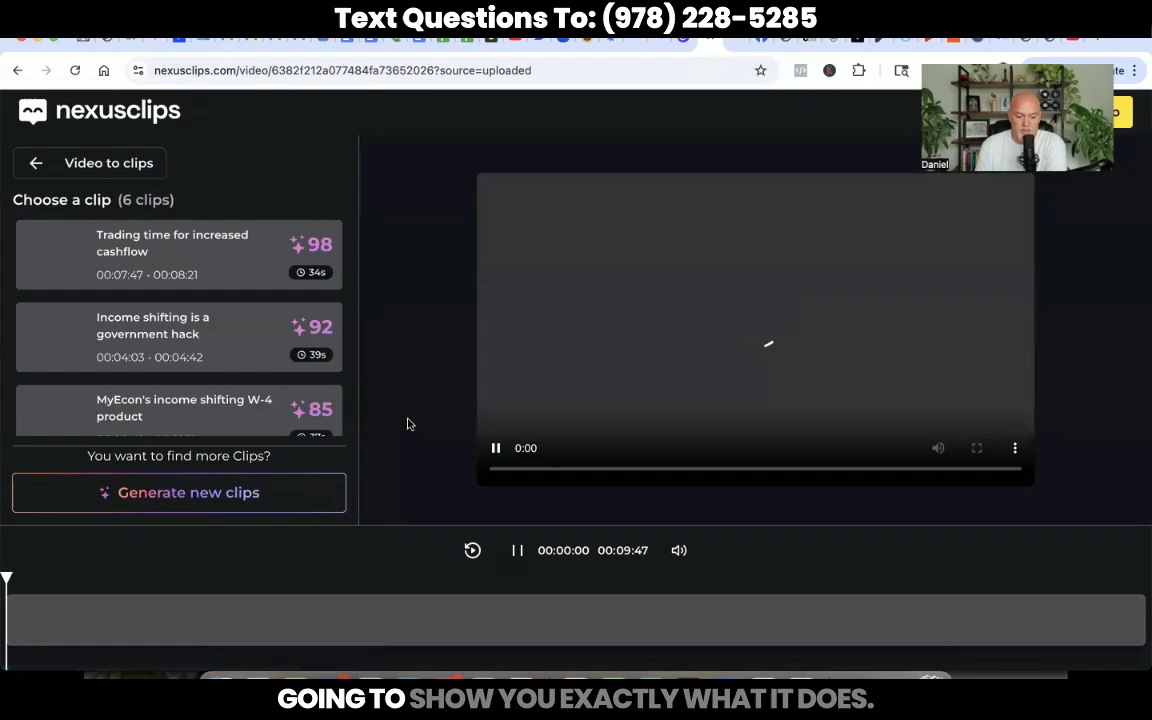 Text Questions To: (978) 228-5285
nexusclips.com/video/6382f212a077484fa73652026?source=uploaded
nexusclips
Daniel
Video to clips
Choose a clip (6 clips)
Trading time for increased
cashflow
98
00:07:47 - 00:08:21
34s
Income shifting is a
government hack
92
00:04:03 - 00:04:42
39s
MyEcon's income shifting W-4
product
85
You want to find more Clips?
Generate new clips
0:00
00:00:00 00:09:47
GOING TO SHOW YOU EXACTLY WHAT IT DOES.